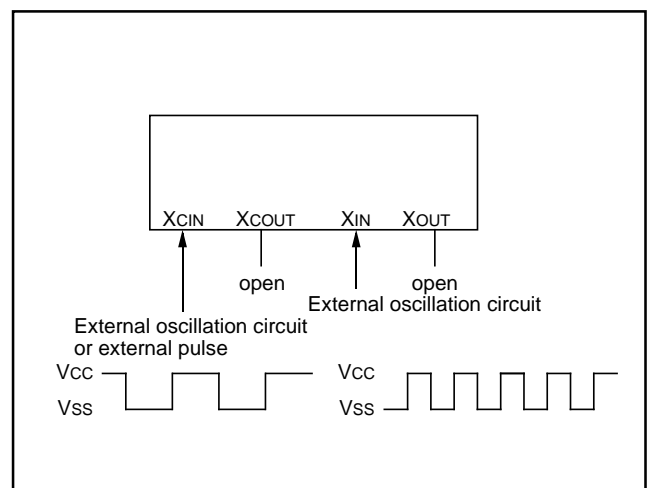 XCIN XCOUT XIN XOUT
open open
External oscillation circuit
External oscillation circuit
or external pulse
VCC VCC
VSS VSS